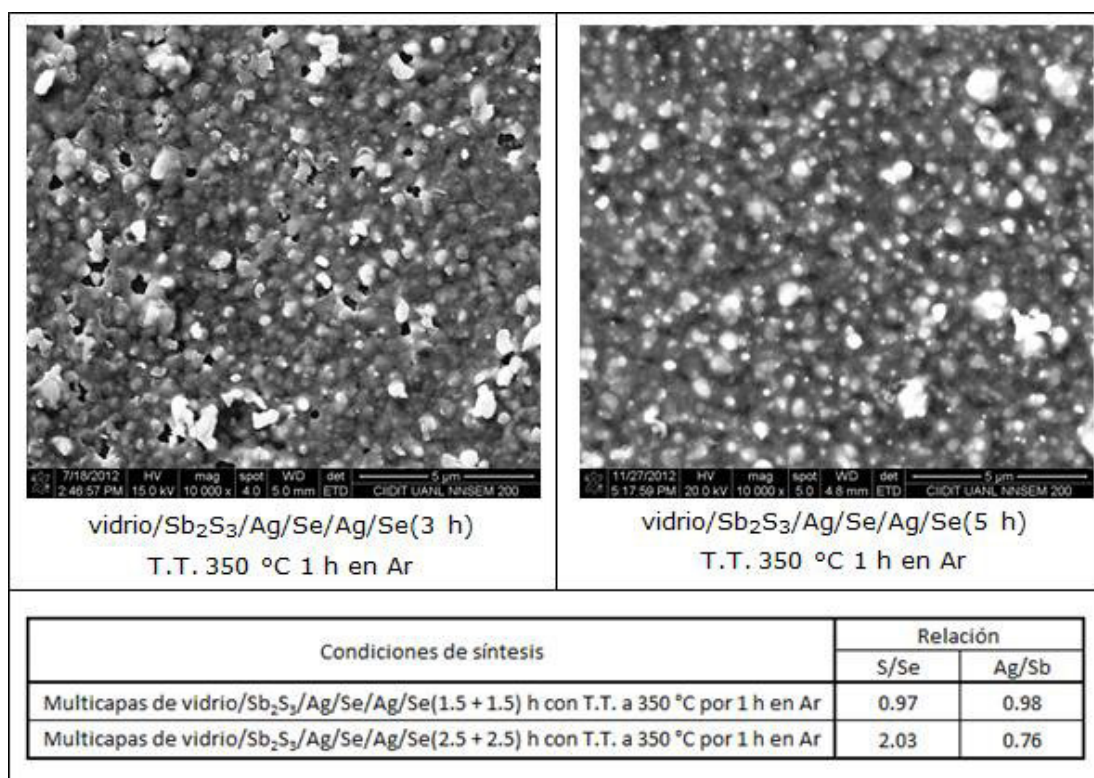 7/18/2012 HV mag spot WD det 5 µm
2:46:57 PM 15.0 kV 10 000 x 4.0 5.0 mm ETD CIIDIT UANL NNSEM 200
vidrio/Sb₂S₃/Ag/Se/Ag/Se(3 h)
T.T. 350 °C 1 h en Ar
11/27/2012 HV mag spot WD det 5 µm
5:17:59 PM 20.0 kV 10 000 x 5.0 4.6 mm ETD CIIDIT UANL NNSEM 200
vidrio/Sb₂S₃/Ag/Se/Ag/Se(5 h)
T.T. 350 °C 1 h en Ar
Condiciones de síntesis Relación
S/Se Ag/Sb
Multicapas de vidrio/Sb₂S₃/Ag/Se/Ag/Se(1.5 + 1.5) h con T.T. a 350 °C por 1 h en Ar 0.97 0.98
Multicapas de vidrio/Sb₂S₃/Ag/Se/Ag/Se(2.5 + 2.5) h con T.T. a 350 °C por 1 h en Ar 2.03 0.76